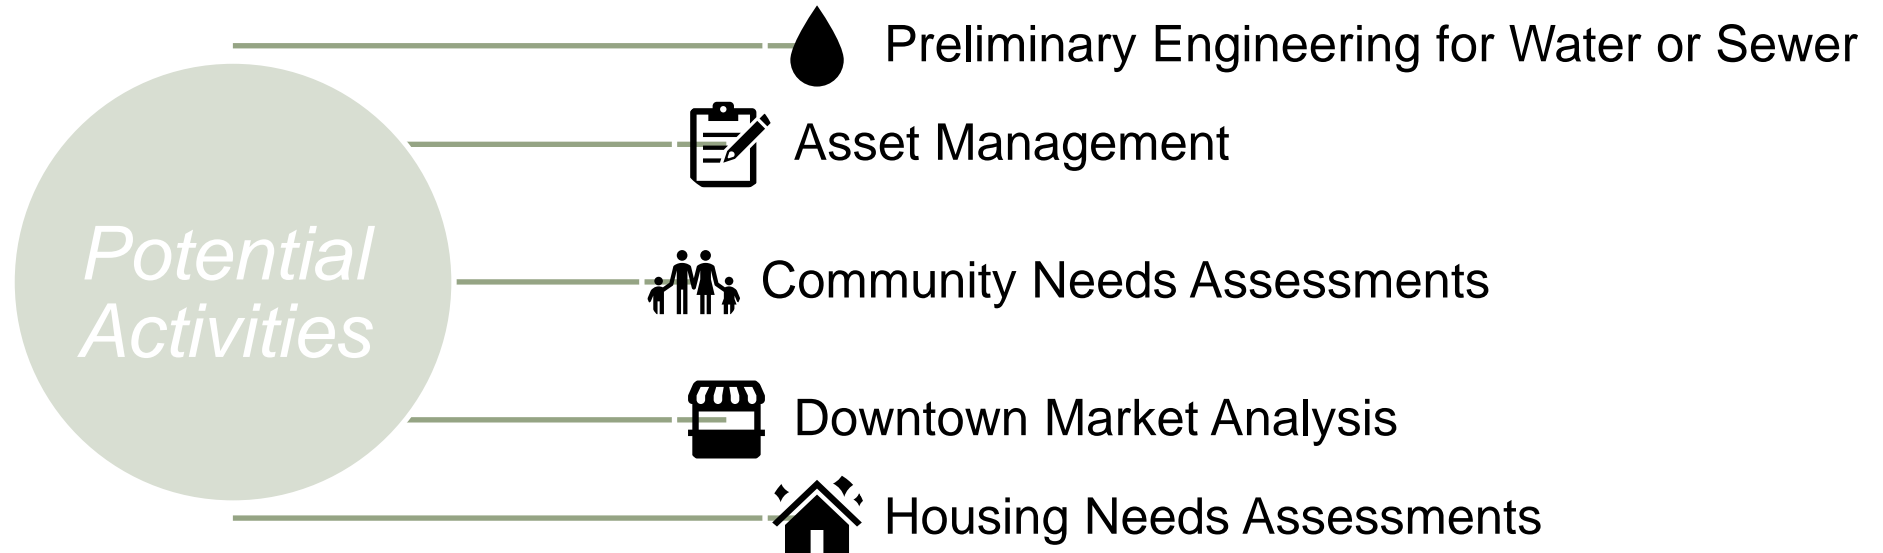 Preliminary Engineering for Water or Sewer
Asset Management
Potential
Activities
Community Needs Assessments
Downtown Market Analysis
Housing Needs Assessments